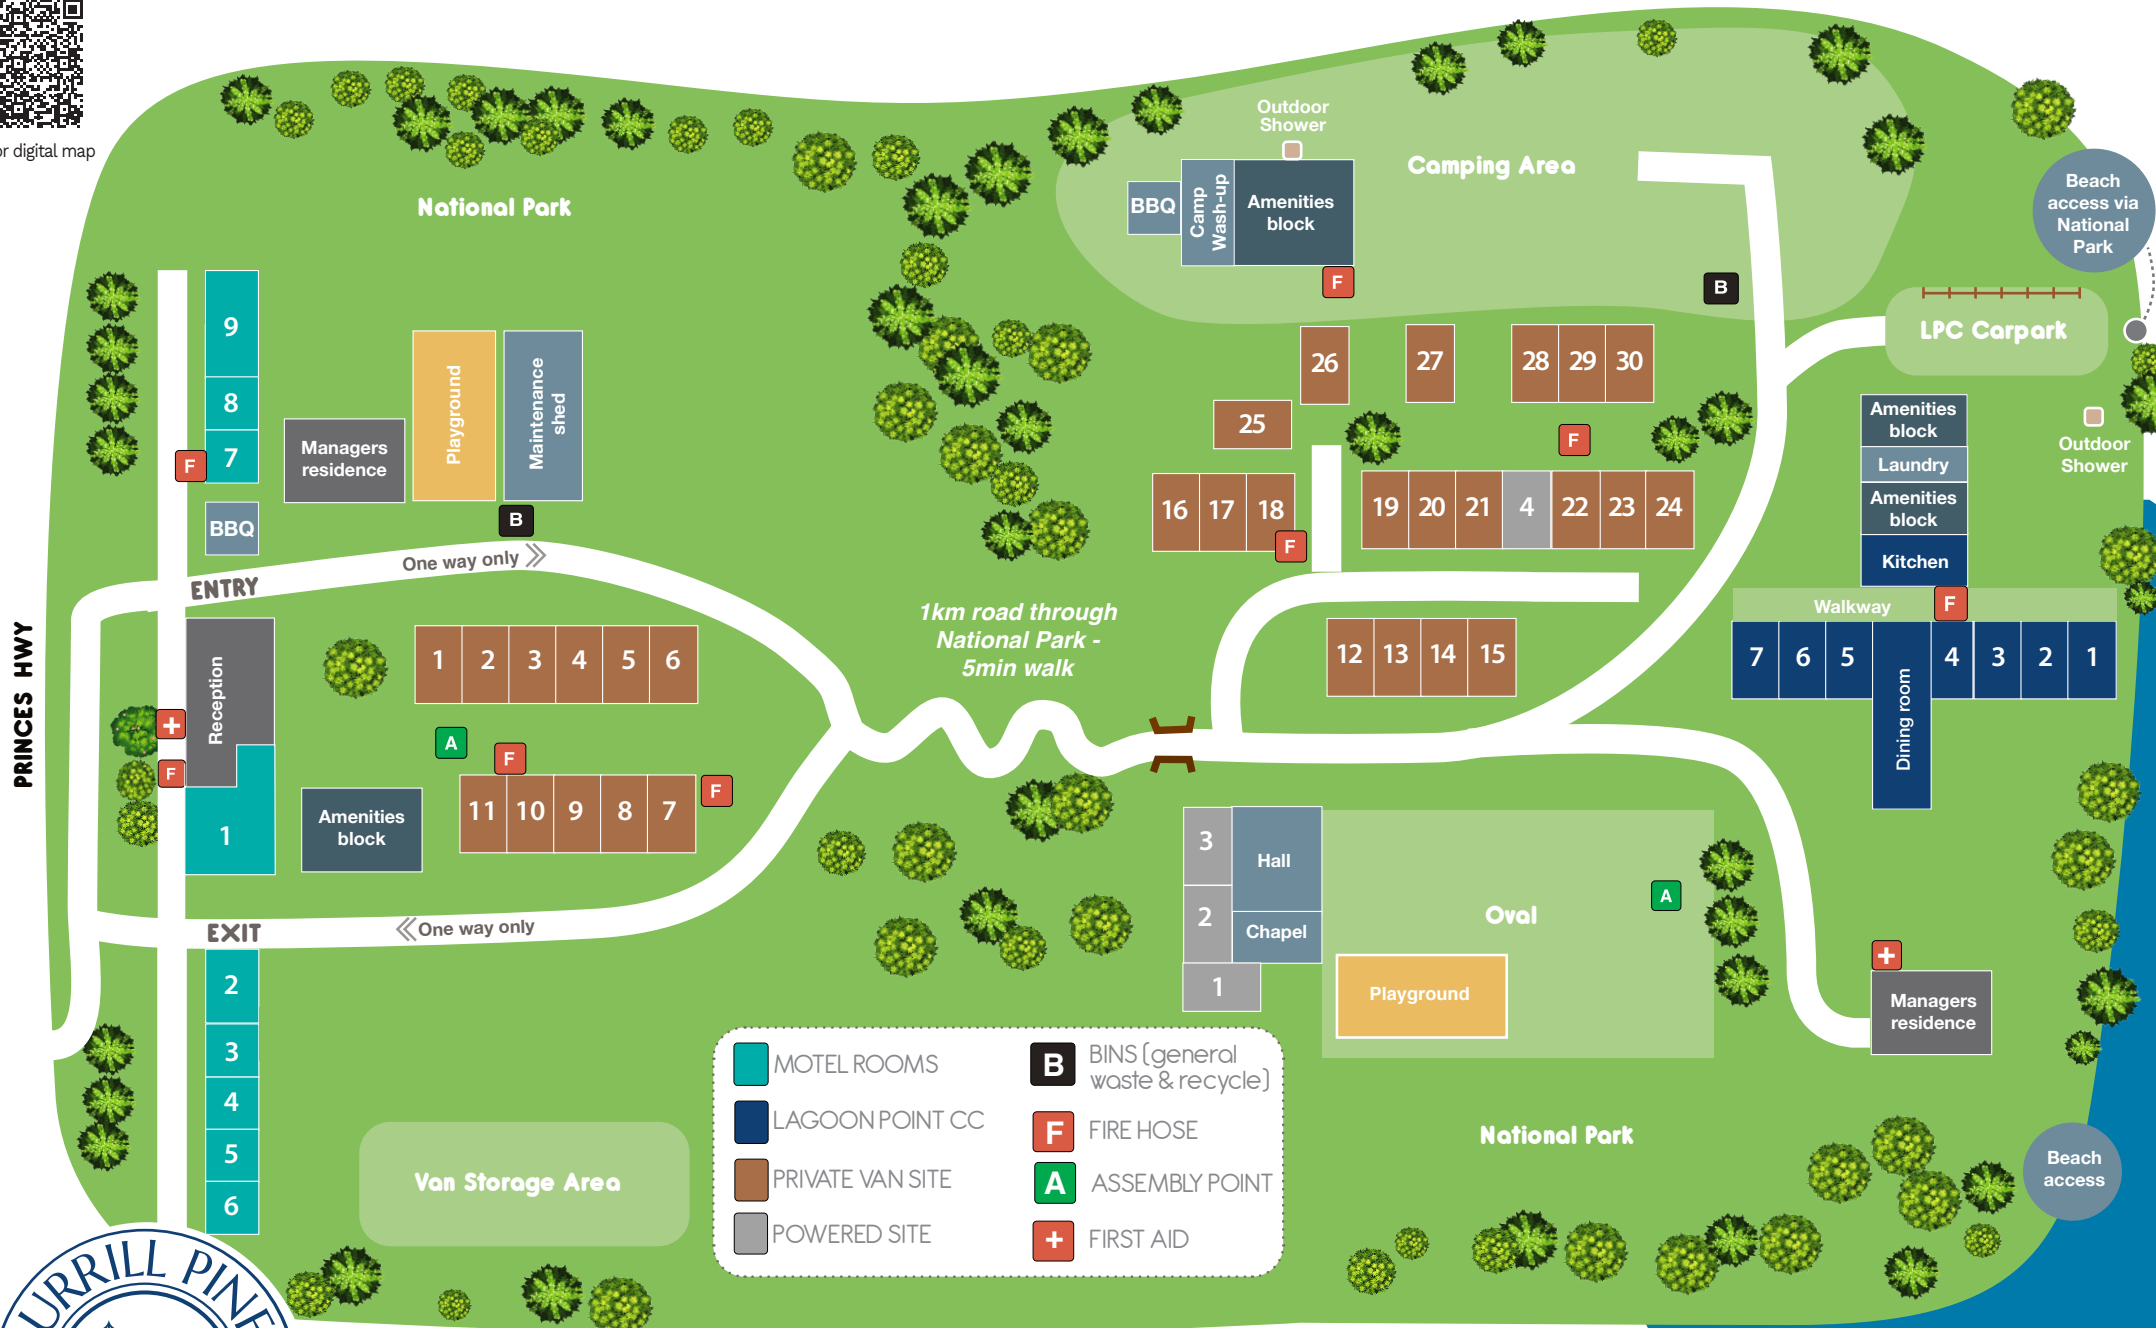 or digital map
National Park
Outdoor
Shower
Camping Area
BBQ
Camp
Wash-up
Amenities
block
F
B
Beach
access via
National
Park
LPC Carpark
9
8
7
F
BBQ
Managers
residence
Playground
Maintenance
shed
B
26
27
28
29
30
25
F
16
17
18
F
19
20
21
4
22
23
24
Amenities
block
Laundry
Amenities
block
Kitchen
Outdoor
Shower
One way only
ENTRY
PRINCES HWY
Reception
1
2
3
4
5
6
1km road through
National Park -
5min walk
12
13
14
15
Walkway
F
7
6
5
Dining room
4
3
2
1
+
F
A
F
F
1
Amenities
block
11
10
9
8
7
EXIT
One way only
3
2
1
Hall
Chapel
Oval
A
Playground
+
Managers
residence
2
3
4
5
6
Van Storage Area
MOTEL ROOMS
LAGOON POINT CC
PRIVATE VAN SITE
POWERED SITE
B
BINS (general
waste & recycle)
F
FIRE HOSE
A
ASSEMBLY POINT
+
FIRST AID
National Park
Beach
access
URRILL PINE